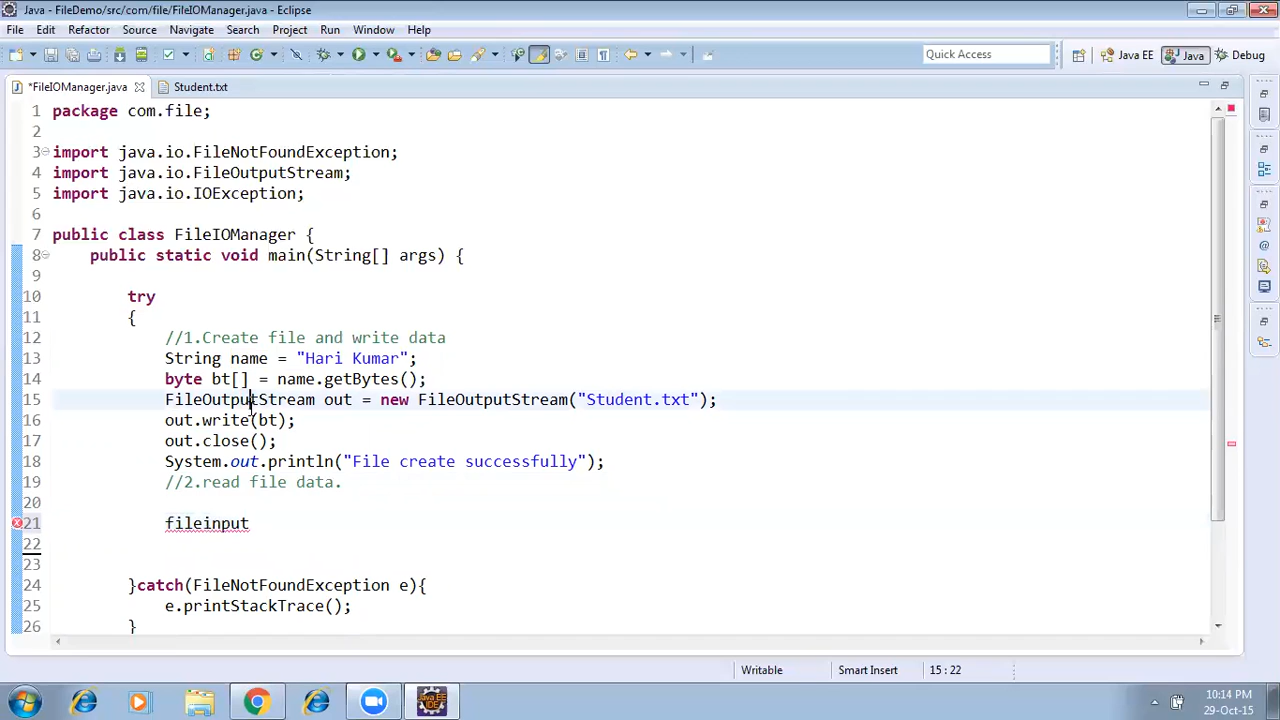 Java - FileDemo/src/com/file/FileIOManager.java - Eclipse
File Edit Refactor Source Navigate Search Project Run Window Help
Quick Access Java EE Java Debug
*FileIOManager.java Student.txt
1 package com.file;
2
3 import java.io.FileNotFoundException;
4 import java.io.FileOutputStream;
5 import java.io.IOException;
6
7 public class FileIOManager {
8 public static void main(String[] args) {
9
10 try
11 {
12 //1.Create file and write data
13 String name = "Hari Kumar";
14 byte bt[] = name.getBytes();
15 FileOutputStream out = new FileOutputStream("Student.txt");
16 out.write(bt);
17 out.close();
18 System.out.println("File create successfully");
19 //2.read file data.
20
21 fileinput
22
23
24 }catch(FileNotFoundException e){
25 e.printStackTrace();
26 }
Writable Smart Insert 15 : 22
10:14 PM
29-Oct-15